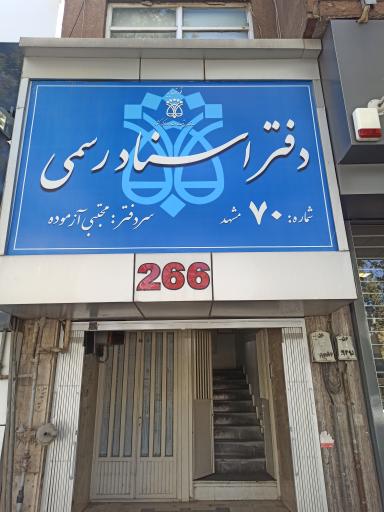 دفتر اسناد رسمی
شماره: ۷۰ مشهد
سردفتر: مجتبی آزموده
266